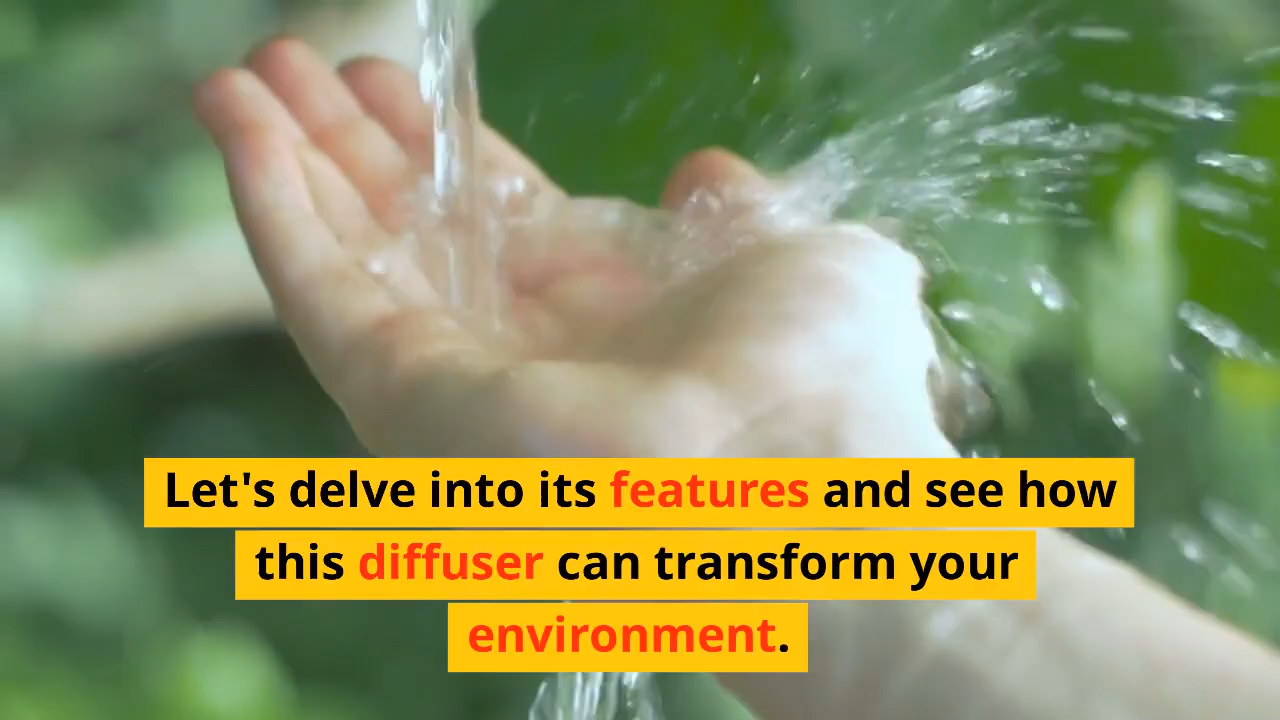 Let's delve into its features and see how
this diffuser can transform your
environment.